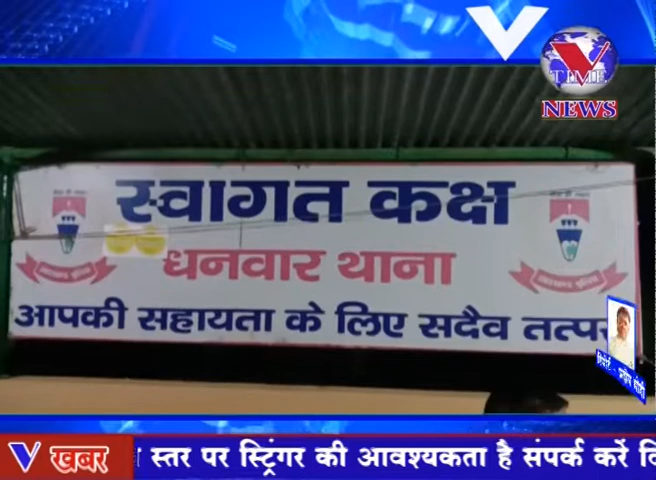 V
TIME
NEWS
स्वागत कक्ष
धनवार थाना
आपकी सहायता के लिए सदैव तत्पर
V खबर
स्तर पर स्ट्रिंगर की आवश्यकता है संपर्क करें